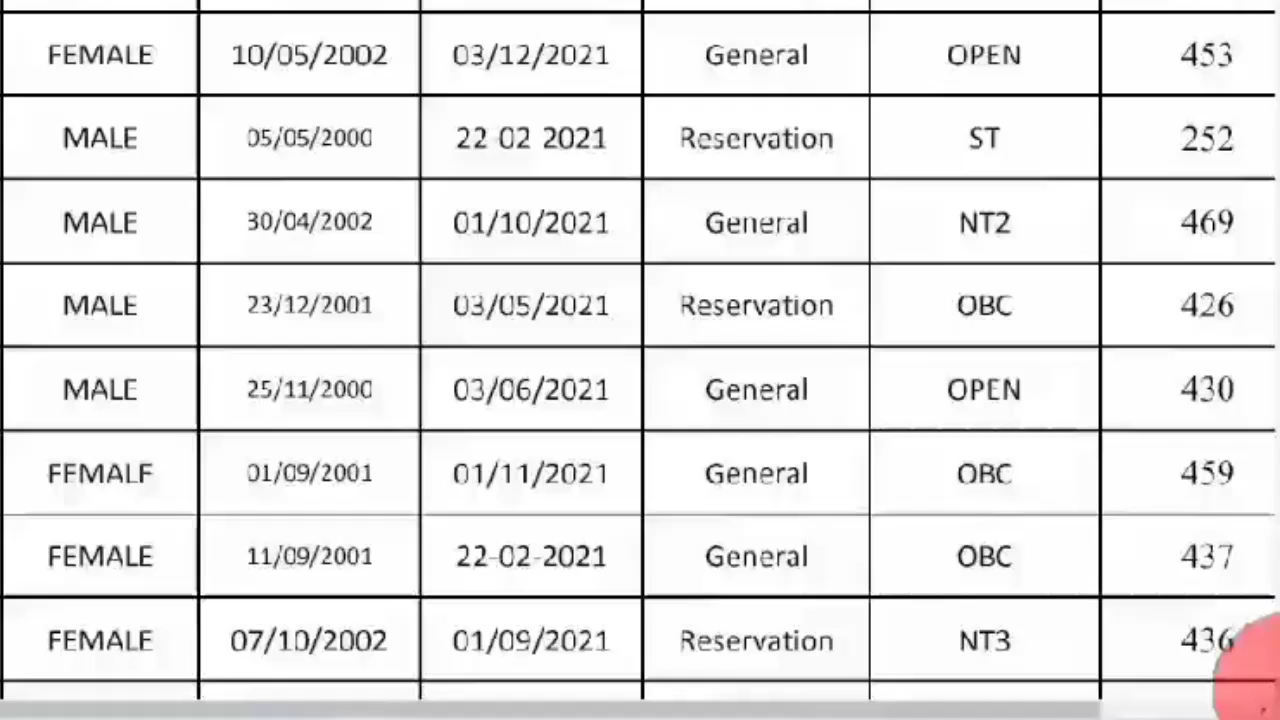 FEMALE 10/05/2002 03/12/2021 General OPEN 453
MALE 05/05/2000 22-02-2021 Reservation ST 252
MALE 30/04/2002 01/10/2021 General NT2 469
MALE 23/12/2001 03/05/2021 Reservation OBC 426
MALE 25/11/2000 03/06/2021 General OPEN 430
FEMALE 01/09/2001 01/11/2021 General OBC 459
FEMALE 11/09/2001 22-02-2021 General OBC 437
FEMALE 07/10/2002 01/09/2021 Reservation NT3 436